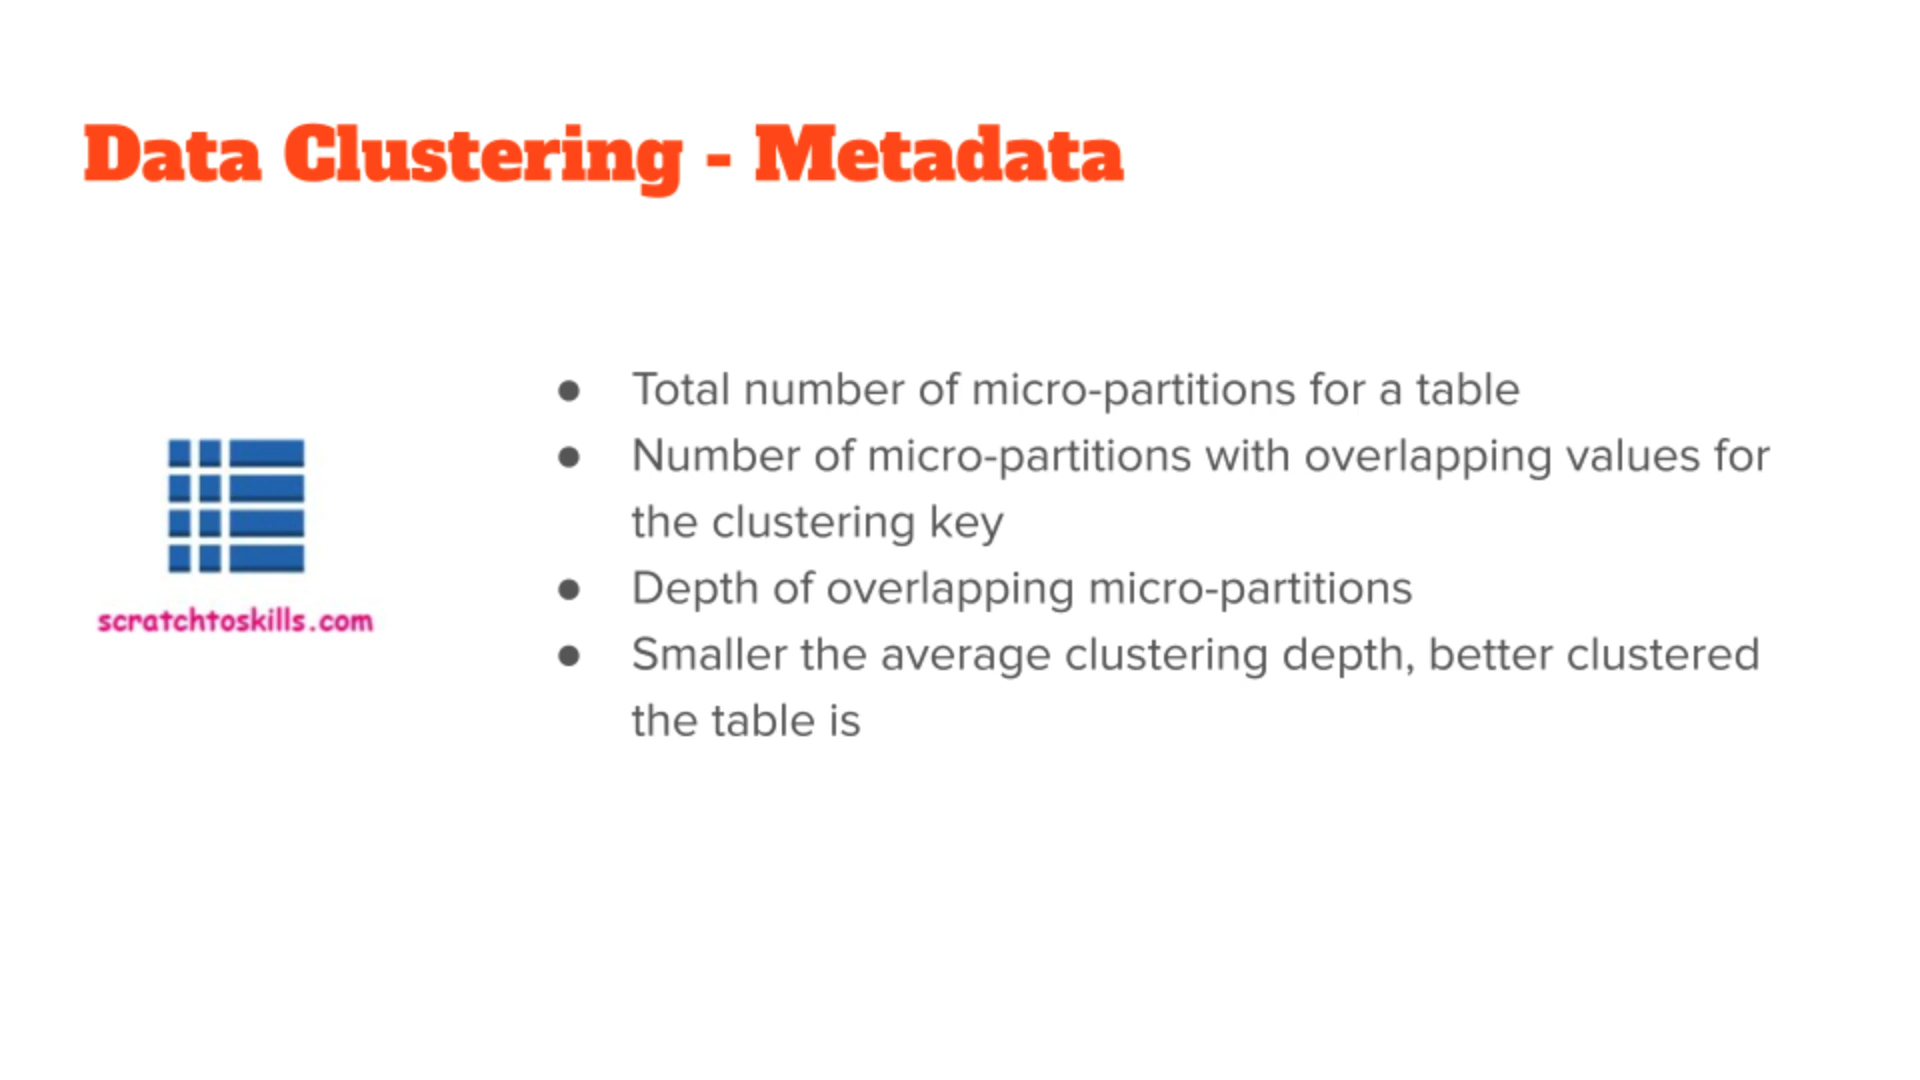 Data Clustering - Metadata
● Total number of micro-partitions for a table
● Number of micro-partitions with overlapping values for
the clustering key
● Depth of overlapping micro-partitions
● Smaller the average clustering depth, better clustered
the table is
scratchtoskills.com